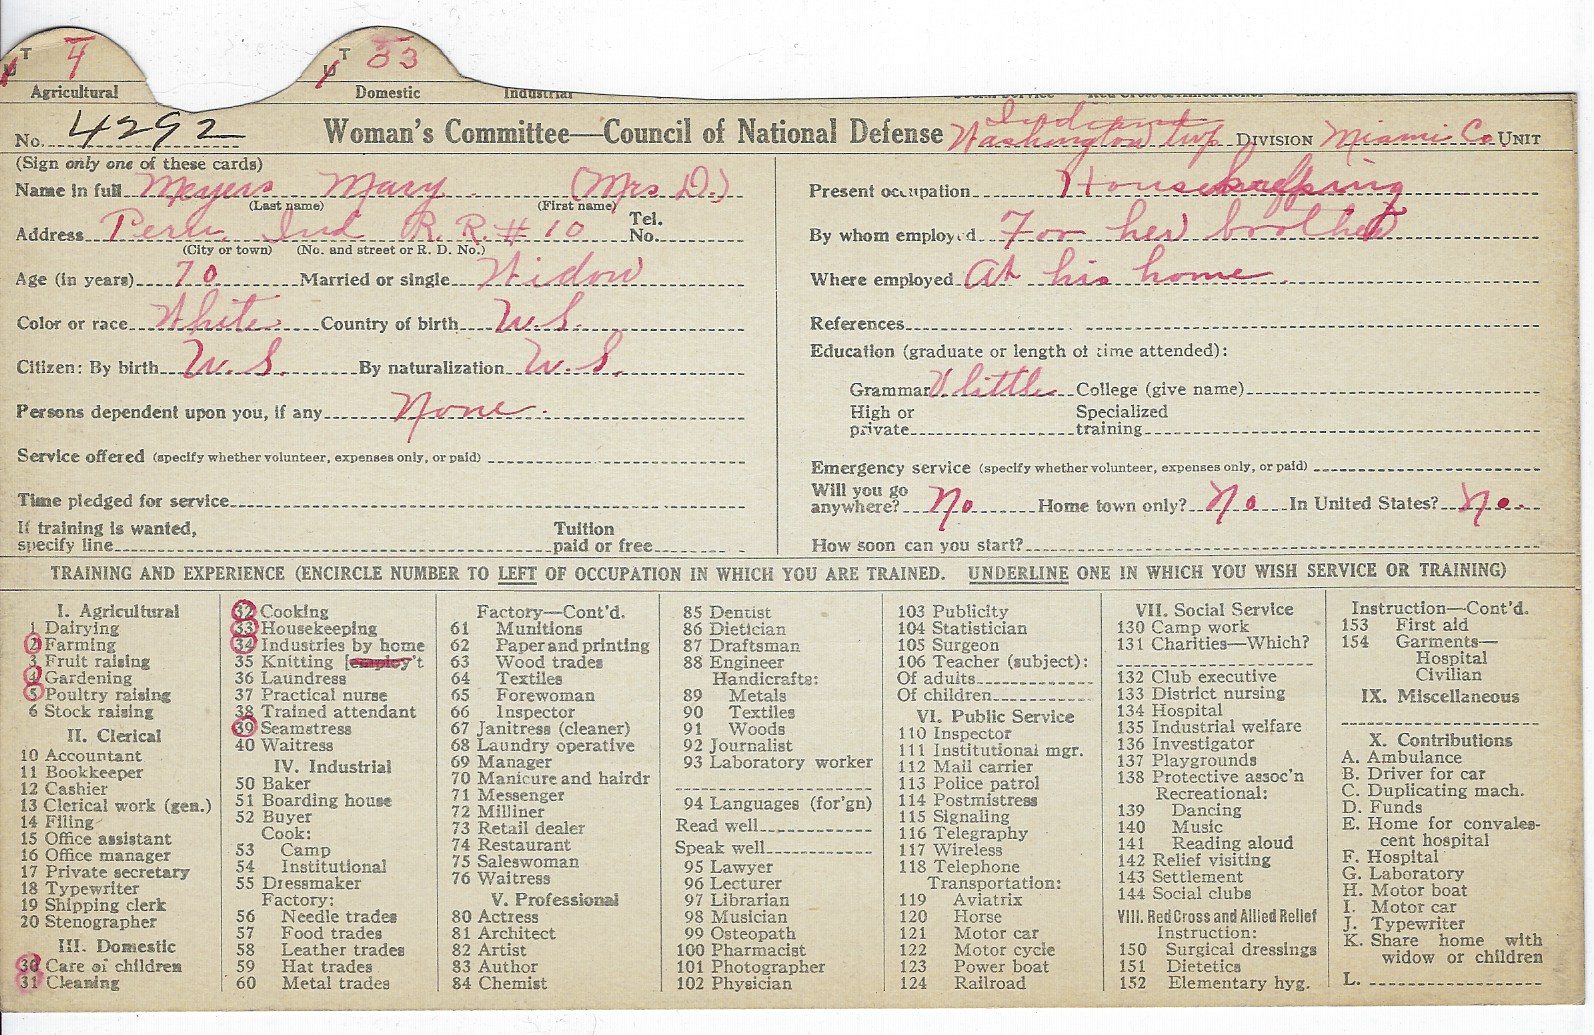 T 4 T 33
U U
Agricultural Domestic Industrial
Indiana
No. 4292 Woman's Committee—Council of National Defense Washington Twp DIVISION Miami Co. UNIT
(Sign only one of these cards)
Name in full Meyers Mary (Mrs D.)
(Last name) (First name)
Address Peru, Ind R. R. # 10 Tel. No.
(City or town) (No. and street or R. D. No.)
Age (in years) 70 Married or single Widow
Color or race White Country of birth U. S.
Citizen: By birth U. S. By naturalization U. S.
Persons dependent upon you, if any None
Service offered (specify whether volunteer, expenses only, or paid)
Time pledged for service
If training is wanted, Tuition
specify line paid or free
Present occupation Housekeeping
By whom employed For her brother
Where employed At his home
References
Education (graduate or length of time attended):
Grammar little College (give name)
High or Specialized
private training
Emergency service (specify whether volunteer, expenses only, or paid)
Will you go
anywhere? No Home town only? No In United States? No.
How soon can you start?
TRAINING AND EXPERIENCE (ENCIRCLE NUMBER TO LEFT OF OCCUPATION IN WHICH YOU ARE TRAINED. UNDERLINE ONE IN WHICH YOU WISH SERVICE OR TRAINING)
I. Agricultural
1 Dairying
2 Farming
3 Fruit raising
4 Gardening
5 Poultry raising
6 Stock raising
II. Clerical
10 Accountant
11 Bookkeeper
12 Cashier
13 Clerical work (gen.)
14 Filing
15 Office assistant
16 Office manager
17 Private secretary
18 Typewriter
19 Shipping clerk
20 Stenographer
III. Domestic
30 Care of children
31 Cleaning
32 Cooking
33 Housekeeping
34 Industries by home
35 Knitting [employ't
36 Laundress
37 Practical nurse
38 Trained attendant
39 Seamstress
40 Waitress
IV. Industrial
50 Baker
51 Boarding house
52 Buyer
Cook:
53 Camp
54 Institutional
55 Dressmaker
Factory:
56 Needle trades
57 Food trades
58 Leather trades
59 Hat trades
60 Metal trades
Factory—Cont'd.
61 Munitions
62 Paper and printing
63 Wood trades
64 Textiles
65 Forewoman
66 Inspector
67 Janitress (cleaner)
68 Laundry operative
69 Manager
70 Manicure and hairdr
71 Messenger
72 Milliner
73 Retail dealer
74 Restaurant
75 Saleswoman
76 Waitress
V. Professional
80 Actress
81 Architect
82 Artist
83 Author
84 Chemist
85 Dentist
86 Dietician
87 Draftsman
88 Engineer
Handicrafts:
89 Metals
90 Textiles
91 Woods
92 Journalist
93 Laboratory worker
94 Languages (for'gn)
Read well
Speak well
95 Lawyer
96 Lecturer
97 Librarian
98 Musician
99 Osteopath
100 Pharmacist
101 Photographer
102 Physician
103 Publicity
104 Statistician
105 Surgeon
106 Teacher (subject):
Of adults
Of children
VI. Public Service
110 Inspector
111 Institutional mgr.
112 Mail carrier
113 Police patrol
114 Postmistress
115 Signaling
116 Telegraphy
117 Wireless
118 Telephone
Transportation:
119 Aviatrix
120 Horse
121 Motor car
122 Motor cycle
123 Power boat
124 Railroad
VII. Social Service
130 Camp work
131 Charities—Which?
132 Club executive
133 District nursing
134 Hospital
135 Industrial welfare
136 Investigator
137 Playgrounds
138 Protective assoc'n
Recreational:
139 Dancing
140 Music
141 Reading aloud
142 Relief visiting
143 Settlement
144 Social clubs
VIII. Red Cross and Allied Relief
Instruction:
150 Surgical dressings
151 Dietetics
152 Elementary hyg.
Instruction—Cont'd.
153 First aid
154 Garments—
Hospital
Civilian
IX. Miscellaneous
X. Contributions
A. Ambulance
B. Driver for car
C. Duplicating mach.
D. Funds
E. Home for convales-
cent hospital
F. Hospital
G. Laboratory
H. Motor boat
I. Motor car
J. Typewriter
K. Share home with
widow or children
L.